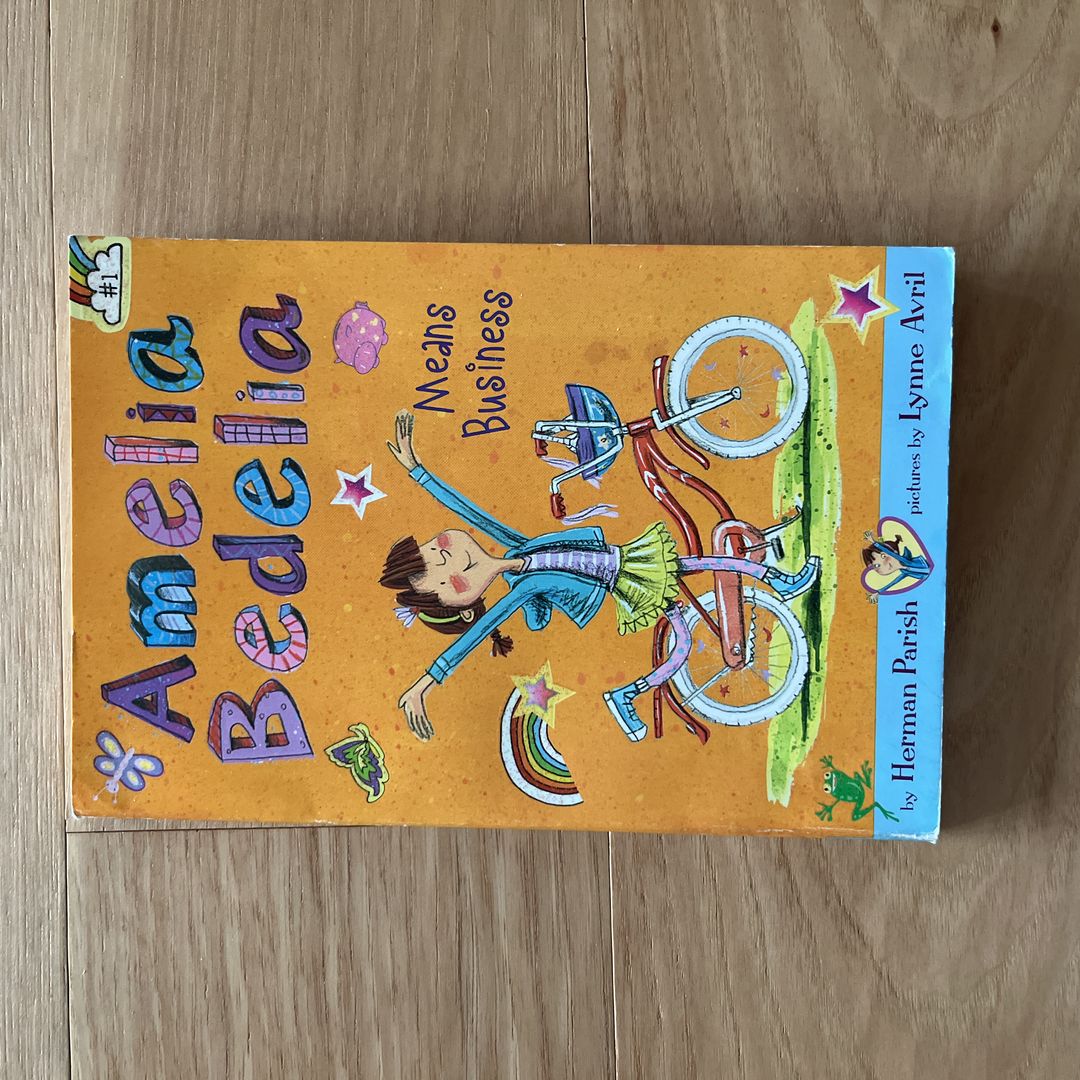 #1
Amelia
Bedelia
Means
Business
by Herman Parish
pictures by Lynne Avril